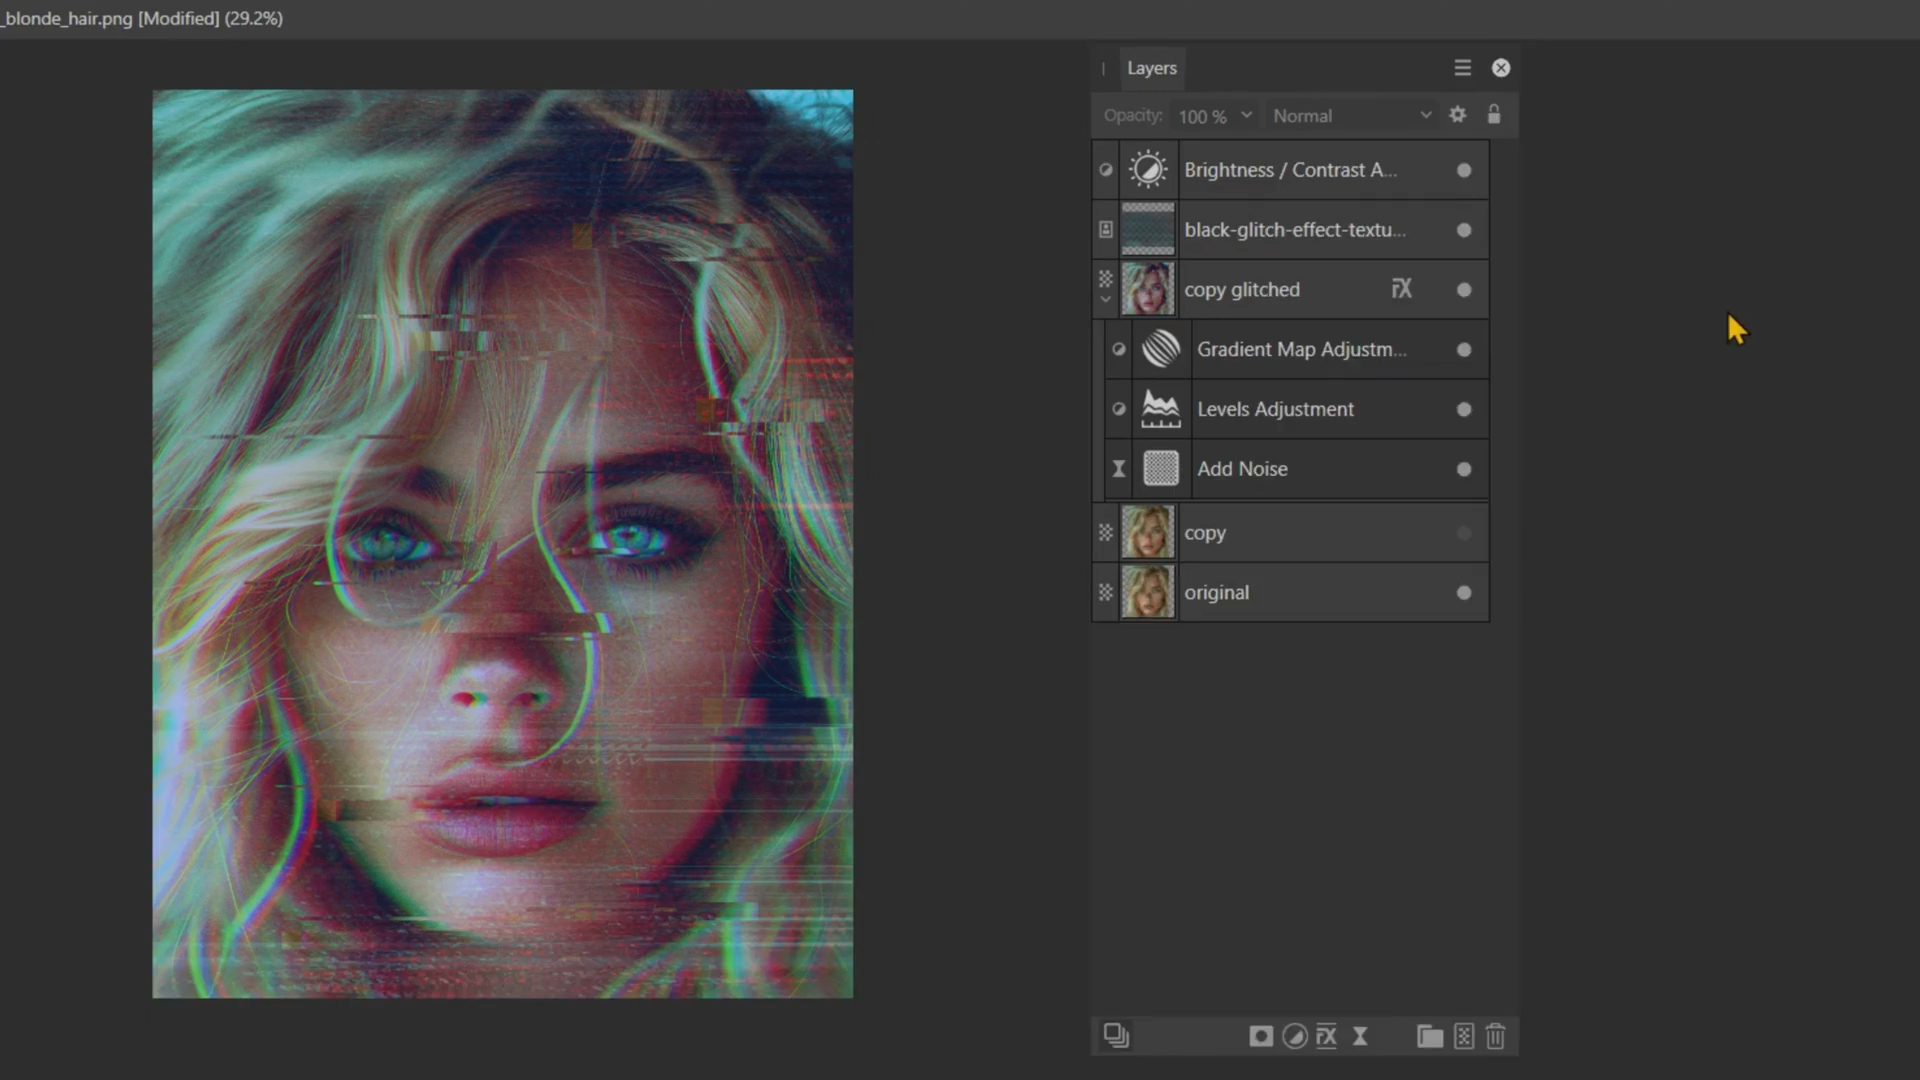 _blonde_hair.png [Modified] (29.2%)
Layers
Opacity: 100 % Normal
Brightness / Contrast A...
black-glitch-effect-textu...
copy glitched
Gradient Map Adjustm...
Levels Adjustment
Add Noise
copy
original